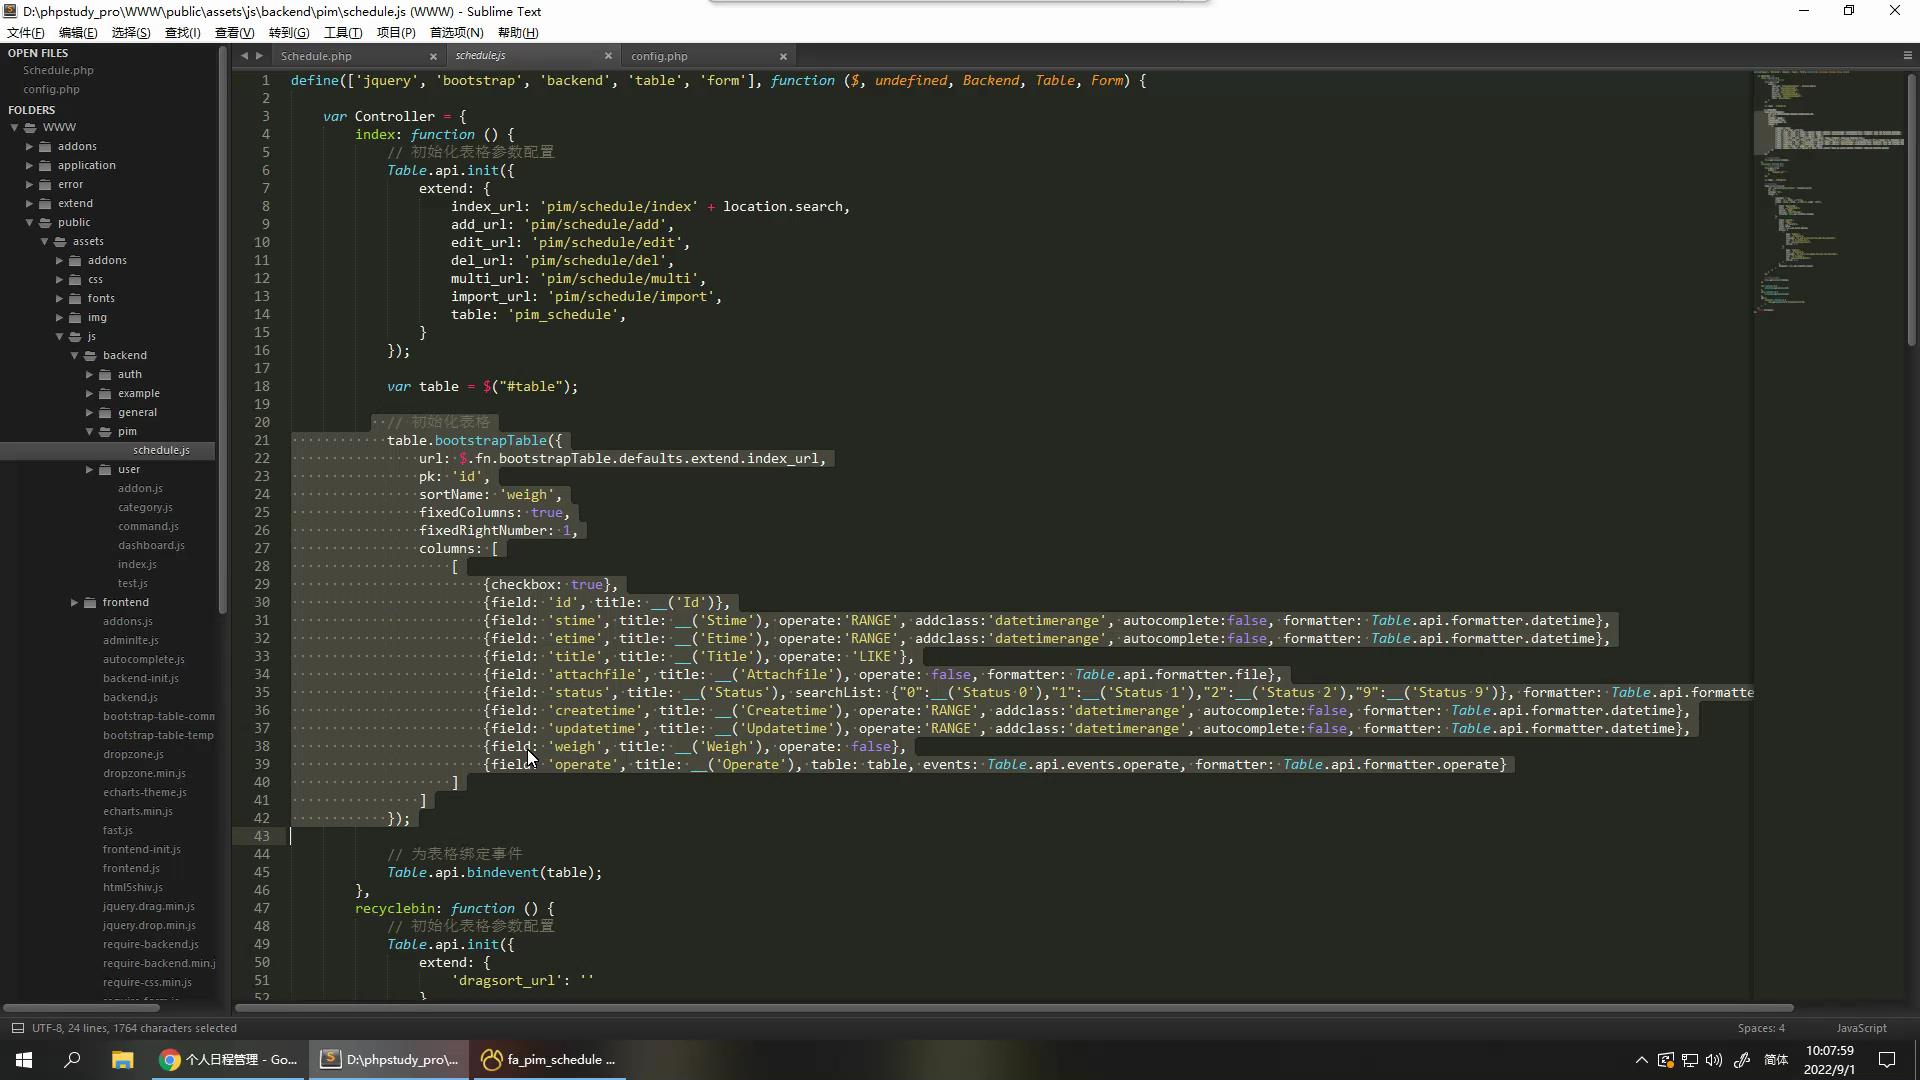 D:\phpstudy_pro\WWW\public\assets\js\backend\pim\schedule.js (WWW) - Sublime Text
文件(F) 编辑(E) 选择(S) 查找(I) 查看(V) 转到(G) 工具(T) 项目(P) 首选项(N) 帮助(H)
OPEN FILES
Schedule.php
config.php
FOLDERS
WWW
addons
application
error
extend
public
assets
addons
css
fonts
img
js
backend
auth
example
general
pim
schedule.js
user
addon.js
category.js
command.js
dashboard.js
index.js
test.js
frontend
addons.js
adminlte.js
autocomplete.js
backend-init.js
backend.js
bootstrap-table-comm
bootstrap-table-temp
dropzone.js
dropzone.min.js
echarts-theme.js
echarts.min.js
fast.js
frontend-init.js
frontend.js
html5shiv.js
jquery.drag.min.js
jquery.drop.min.js
require-backend.js
require-backend.min.j
require-css.min.js
Schedule.php × schedule.js × config.php ×
1 define(['jquery', 'bootstrap', 'backend', 'table', 'form'], function ($, undefined, Backend, Table, Form) {
2
3 var Controller = {
4 index: function () {
5 // 初始化表格参数配置
6 Table.api.init({
7 extend: {
8 index_url: 'pim/schedule/index' + location.search,
9 add_url: 'pim/schedule/add',
10 edit_url: 'pim/schedule/edit',
11 del_url: 'pim/schedule/del',
12 multi_url: 'pim/schedule/multi',
13 import_url: 'pim/schedule/import',
14 table: 'pim_schedule',
15 }
16 });
17
18 var table = $("#table");
19
20 // 初始化表格
21 table.bootstrapTable({
22 url: $.fn.bootstrapTable.defaults.extend.index_url,
23 pk: 'id',
24 sortName: 'weigh',
25 fixedColumns: true,
26 fixedRightNumber: 1,
27 columns: [
28 [
29 {checkbox: true},
30 {field: 'id', title: __('Id')},
31 {field: 'stime', title: __('Stime'), operate:'RANGE', addclass:'datetimerange', autocomplete:false, formatter: Table.api.formatter.datetime},
32 {field: 'etime', title: __('Etime'), operate:'RANGE', addclass:'datetimerange', autocomplete:false, formatter: Table.api.formatter.datetime},
33 {field: 'title', title: __('Title'), operate: 'LIKE'},
34 {field: 'attachfile', title: __('Attachfile'), operate: false, formatter: Table.api.formatter.file},
35 {field: 'status', title: __('Status'), searchList: {"0":__('Status 0'),"1":__('Status 1'),"2":__('Status 2'),"9":__('Status 9')}, formatter: Table.api.formatte
36 {field: 'createtime', title: __('Createtime'), operate:'RANGE', addclass:'datetimerange', autocomplete:false, formatter: Table.api.formatter.datetime},
37 {field: 'updatetime', title: __('Updatetime'), operate:'RANGE', addclass:'datetimerange', autocomplete:false, formatter: Table.api.formatter.datetime},
38 {field: 'weigh', title: __('Weigh'), operate: false},
39 {field: 'operate', title: __('Operate'), table: table, events: Table.api.events.operate, formatter: Table.api.formatter.operate}
40 ]
41 ]
42 });
43
44 // 为表格绑定事件
45 Table.api.bindevent(table);
46 },
47 recyclebin: function () {
48 // 初始化表格参数配置
49 Table.api.init({
50 extend: {
51 'dragsort_url': ''
52 }
UTF-8, 24 lines, 1764 characters selected
Spaces: 4 JavaScript
个人日程管理 - Go... D:\phpstudy_pro\... fa_pim_schedule ...
简体
10:07:59
2022/9/1